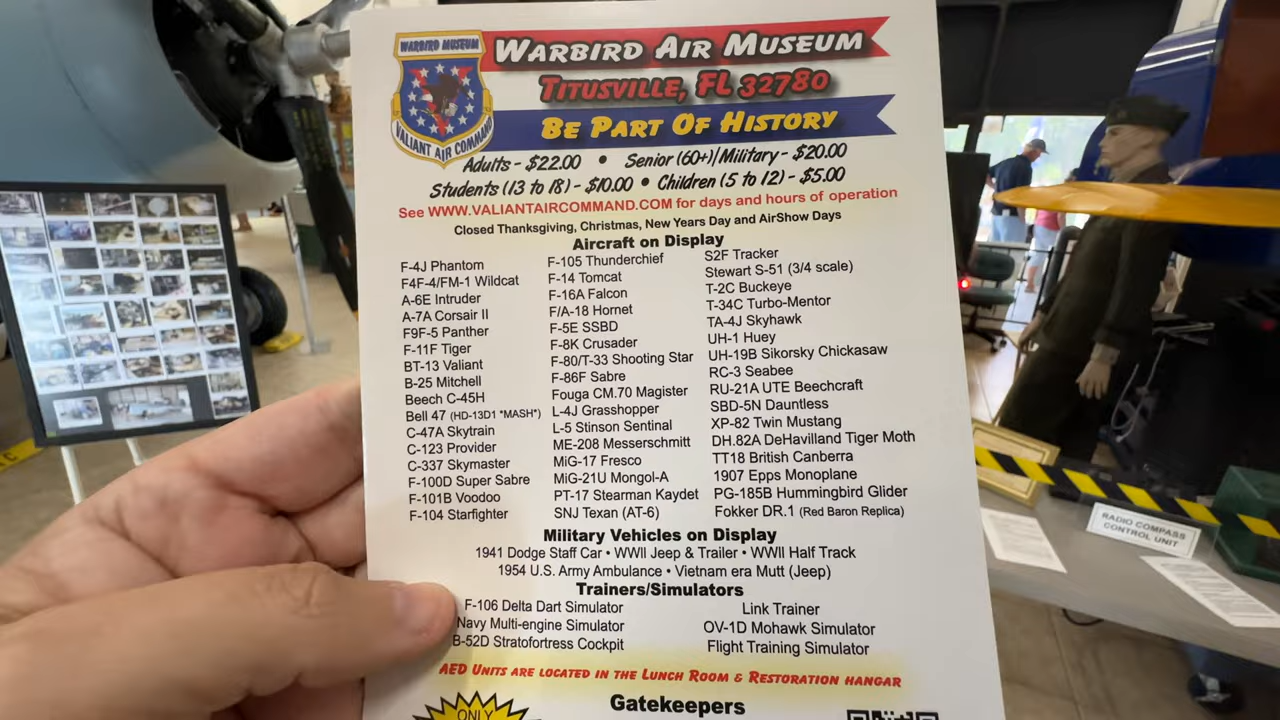 WARBIRD MUSEUM
VALIANT AIR COMMAND
WARBIRD AIR MUSEUM
TITUSVILLE, FL 32780
BE PART OF HISTORY
Adults - $22.00 • Senior (60+)/Military - $20.00
Students (13 to 18) - $10.00 • Children (5 to 12) - $5.00
See WWW.VALIANTAIRCOMMAND.COM for days and hours of operation
Closed Thanksgiving, Christmas, New Years Day and AirShow Days
Aircraft on Display
F-4J Phantom
F4F-4/FM-1 Wildcat
A-6E Intruder
A-7A Corsair II
F9F-5 Panther
F-11F Tiger
BT-13 Valiant
B-25 Mitchell
Beech C-45H
Bell 47 (HD-13D1 *MASH*)
C-47A Skytrain
C-123 Provider
C-337 Skymaster
F-100D Super Sabre
F-101B Voodoo
F-104 Starfighter
F-105 Thunderchief
F-14 Tomcat
F-16A Falcon
F/A-18 Hornet
F-5E SSBD
F-8K Crusader
F-80/T-33 Shooting Star
F-86F Sabre
Fouga CM.70 Magister
L-4J Grasshopper
L-5 Stinson Sentinal
ME-208 Messerschmitt
MiG-17 Fresco
MiG-21U Mongol-A
PT-17 Stearman Kaydet
SNJ Texan (AT-6)
S2F Tracker
Stewart S-51 (3/4 scale)
T-2C Buckeye
T-34C Turbo-Mentor
TA-4J Skyhawk
UH-1 Huey
UH-19B Sikorsky Chickasaw
RC-3 Seabee
RU-21A UTE Beechcraft
SBD-5N Dauntless
XP-82 Twin Mustang
DH.82A DeHavilland Tiger Moth
TT18 British Canberra
1907 Epps Monoplane
PG-185B Hummingbird Glider
Fokker DR.1 (Red Baron Replica)
Military Vehicles on Display
1941 Dodge Staff Car • WWII Jeep & Trailer • WWII Half Track
1954 U.S. Army Ambulance • Vietnam era Mutt (Jeep)
Trainers/Simulators
F-106 Delta Dart Simulator
Navy Multi-engine Simulator
B-52D Stratofortress Cockpit
Link Trainer
OV-1D Mohawk Simulator
Flight Training Simulator
AED UNITS ARE LOCATED IN THE LUNCH ROOM & RESTORATION HANGAR
Gatekeepers
ONLY
RADIO COMPASS
CONTROL UNIT